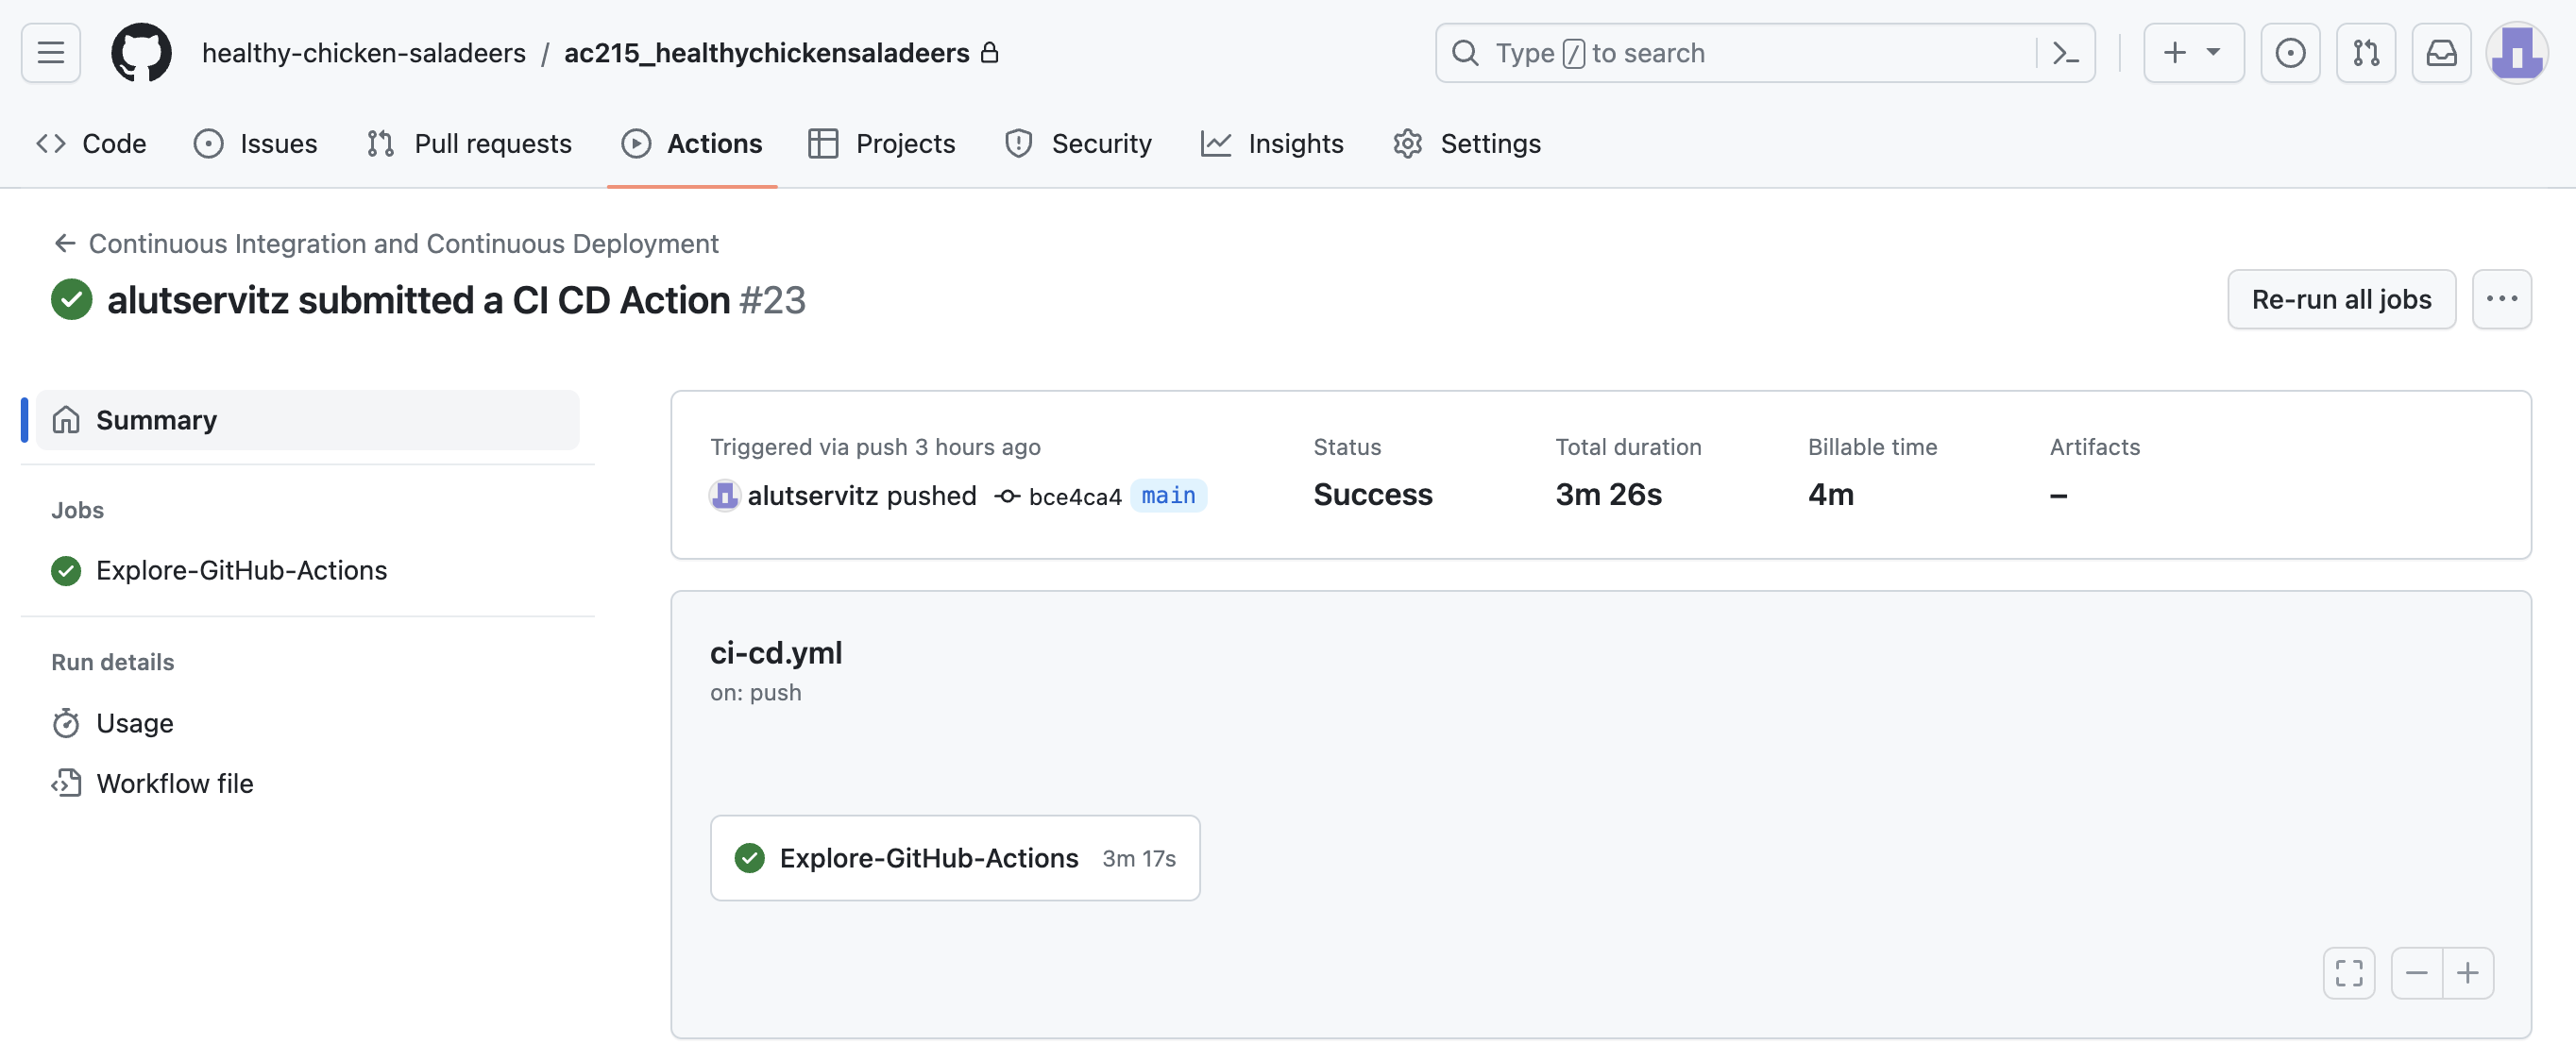 healthy-chicken-saladeers / ac215_healthychickensaladeers
Type / to search
Code Issues Pull requests Actions Projects Security Insights Settings
Continuous Integration and Continuous Deployment
alutservitz submitted a CI CD Action #23
Re-run all jobs
Summary
Jobs
Explore-GitHub-Actions
Run details
Usage
Workflow file
Triggered via push 3 hours ago
alutservitz pushed bce4ca4 main
Status
Success
Total duration
3m 26s
Billable time
4m
Artifacts
–
ci-cd.yml
on: push
Explore-GitHub-Actions 3m 17s